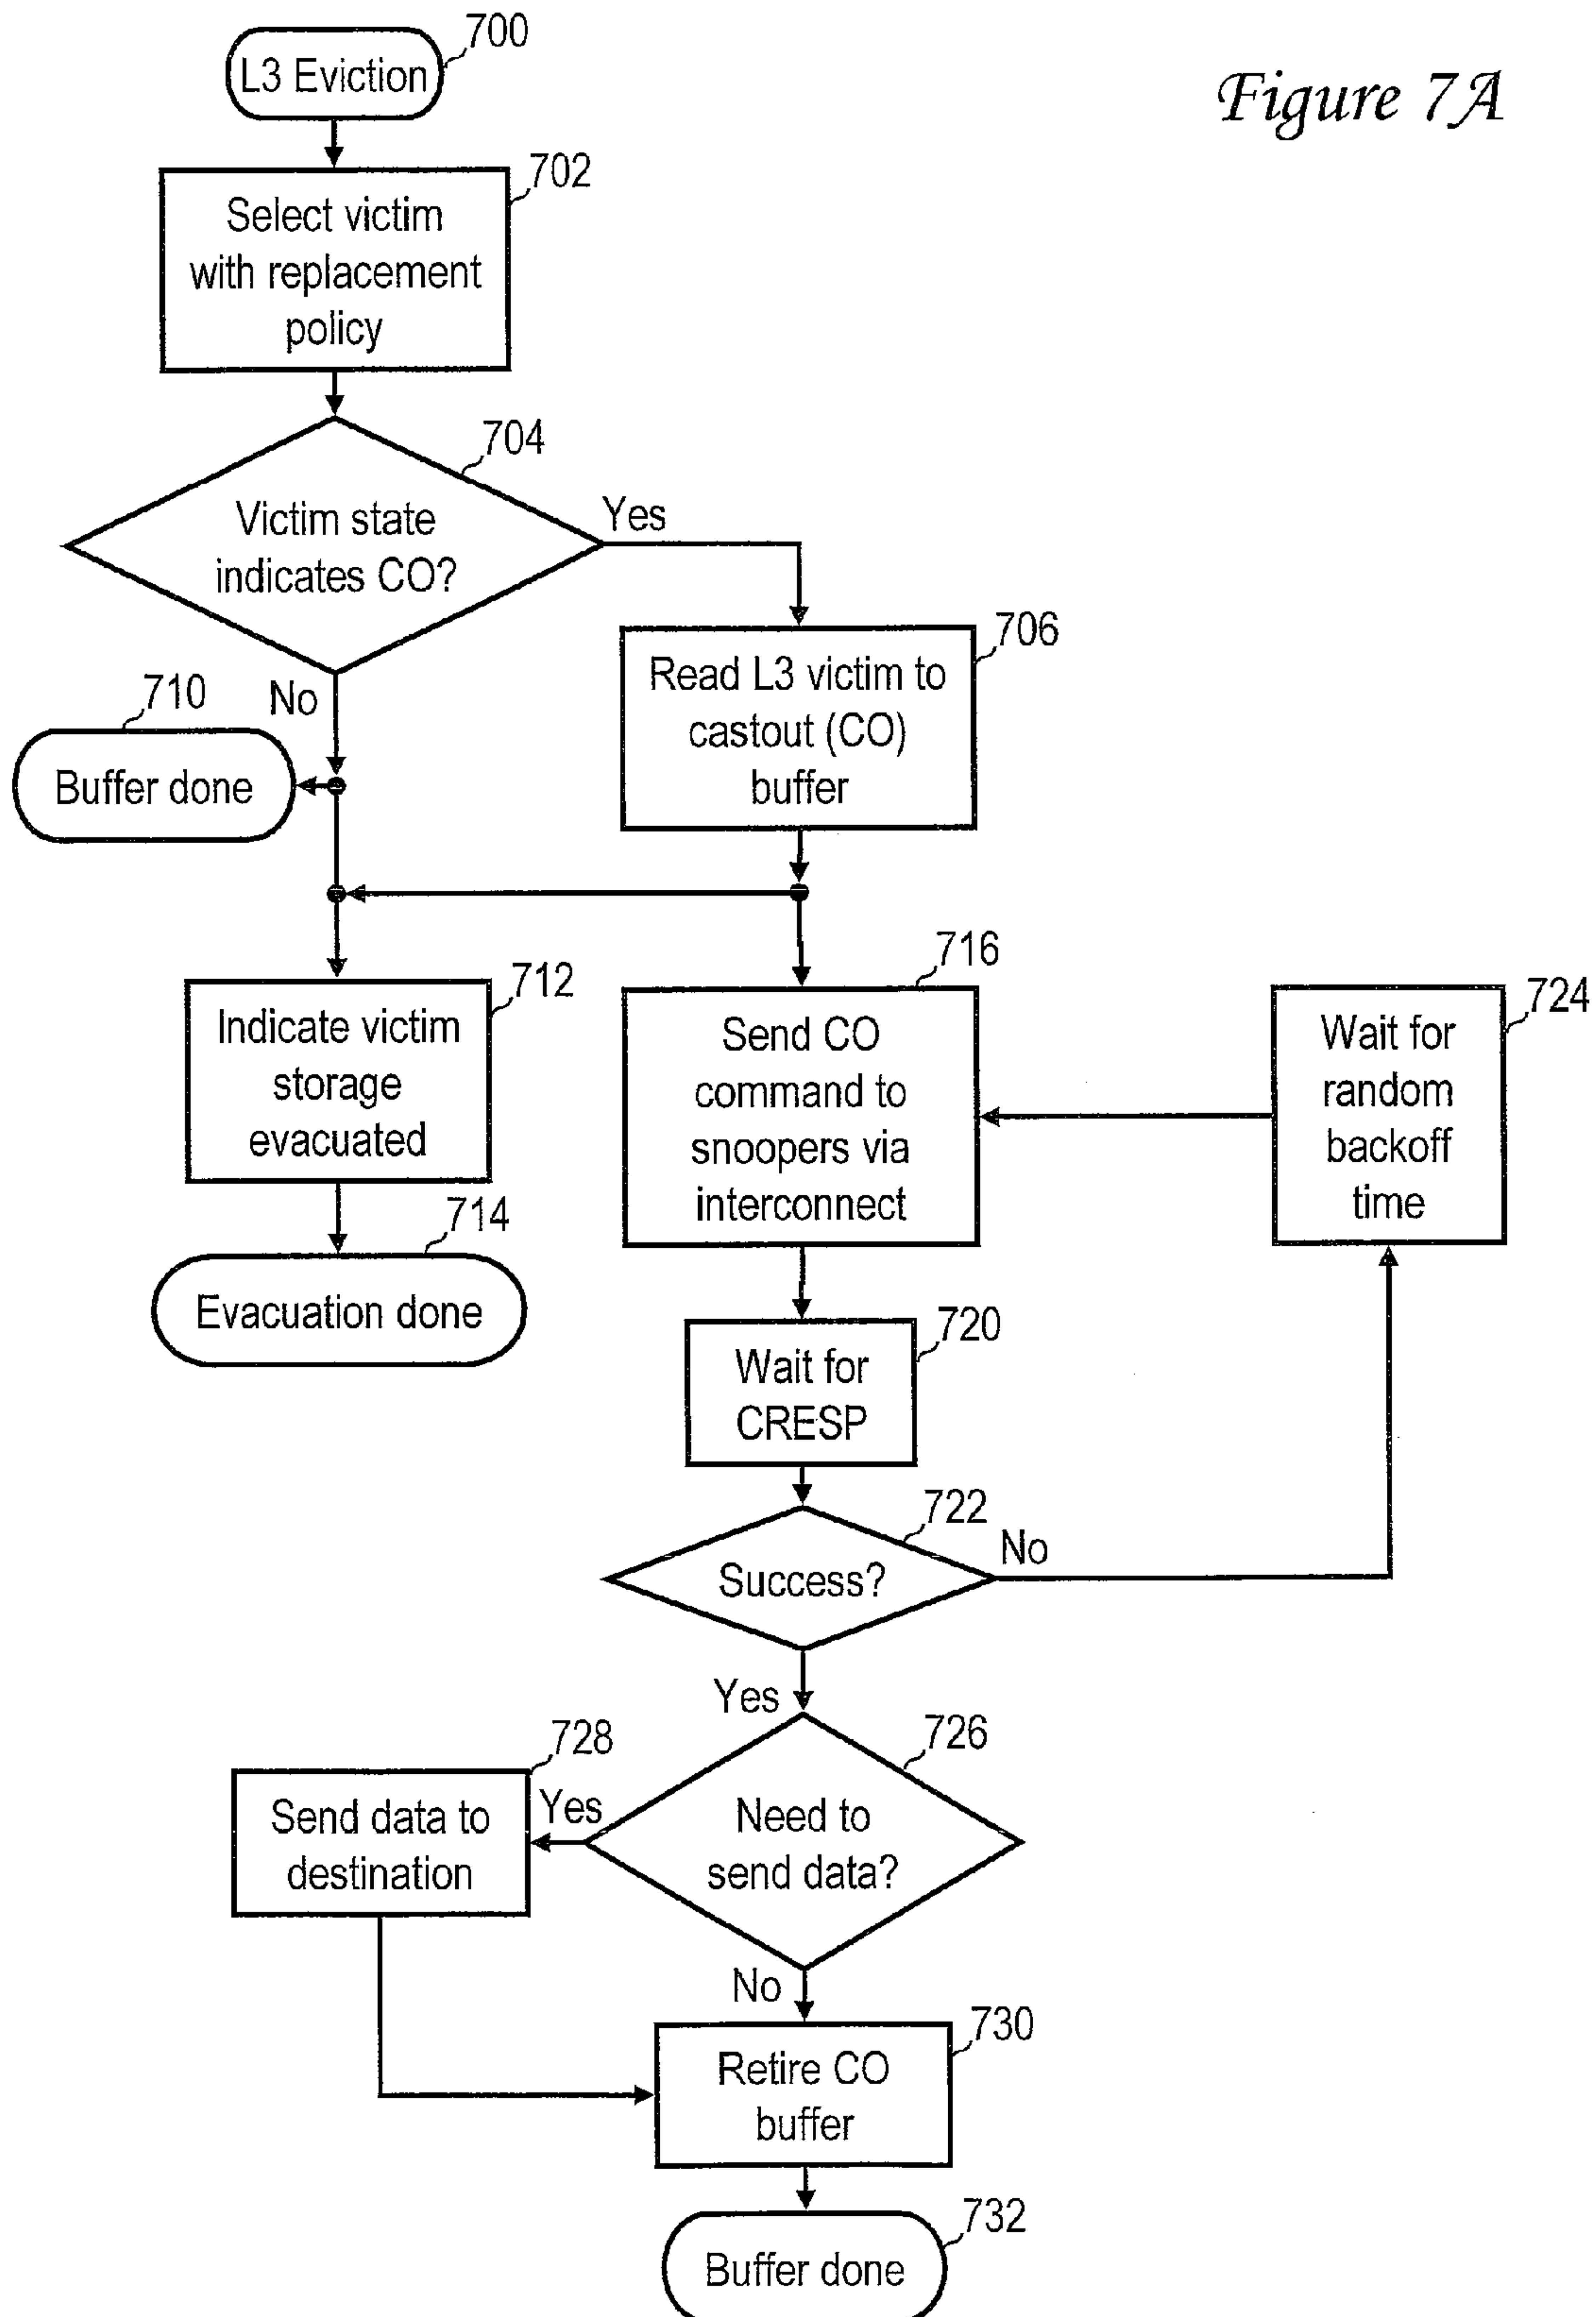 700
L3 Eviction
Figure 7A
702
Select victim
with replacement
policy
704
Victim state
indicates CO?
Yes
706
Read L3 victim to
castout (CO)
buffer
No
710
Buffer done
712
Indicate victim
storage
evacuated
714
Evacuation done
716
Send CO
command to
snoopers via
interconnect
724
Wait for
random
backoff
time
720
Wait for
CRESP
722
Success?
No
Yes
726
Need to
send data?
Yes
728
Send data to
destination
No
730
Retire CO
buffer
732
Buffer done